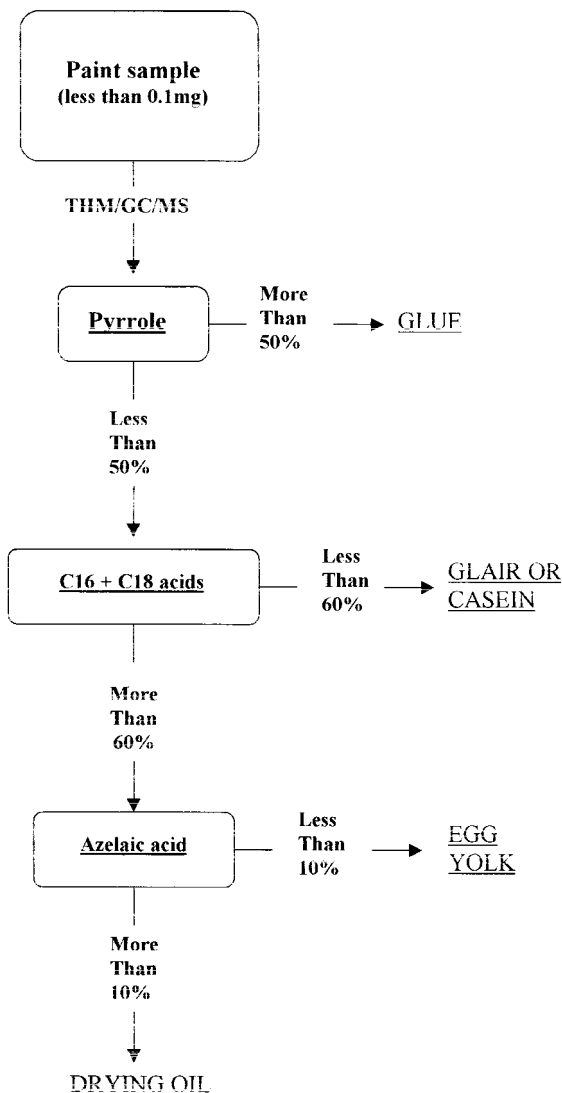 Paint sample
(less than 0.1mg)
THM/GC/MS
Pyrrole
More
Than
50%
GLUE
Less
Than
50%
C16 + C18 acids
Less
Than
60%
GLAIR OR
CASEIN
More
Than
60%
Azelaic acid
Less
Than
10%
EGG
YOLK
More
Than
10%
DRYING OIL